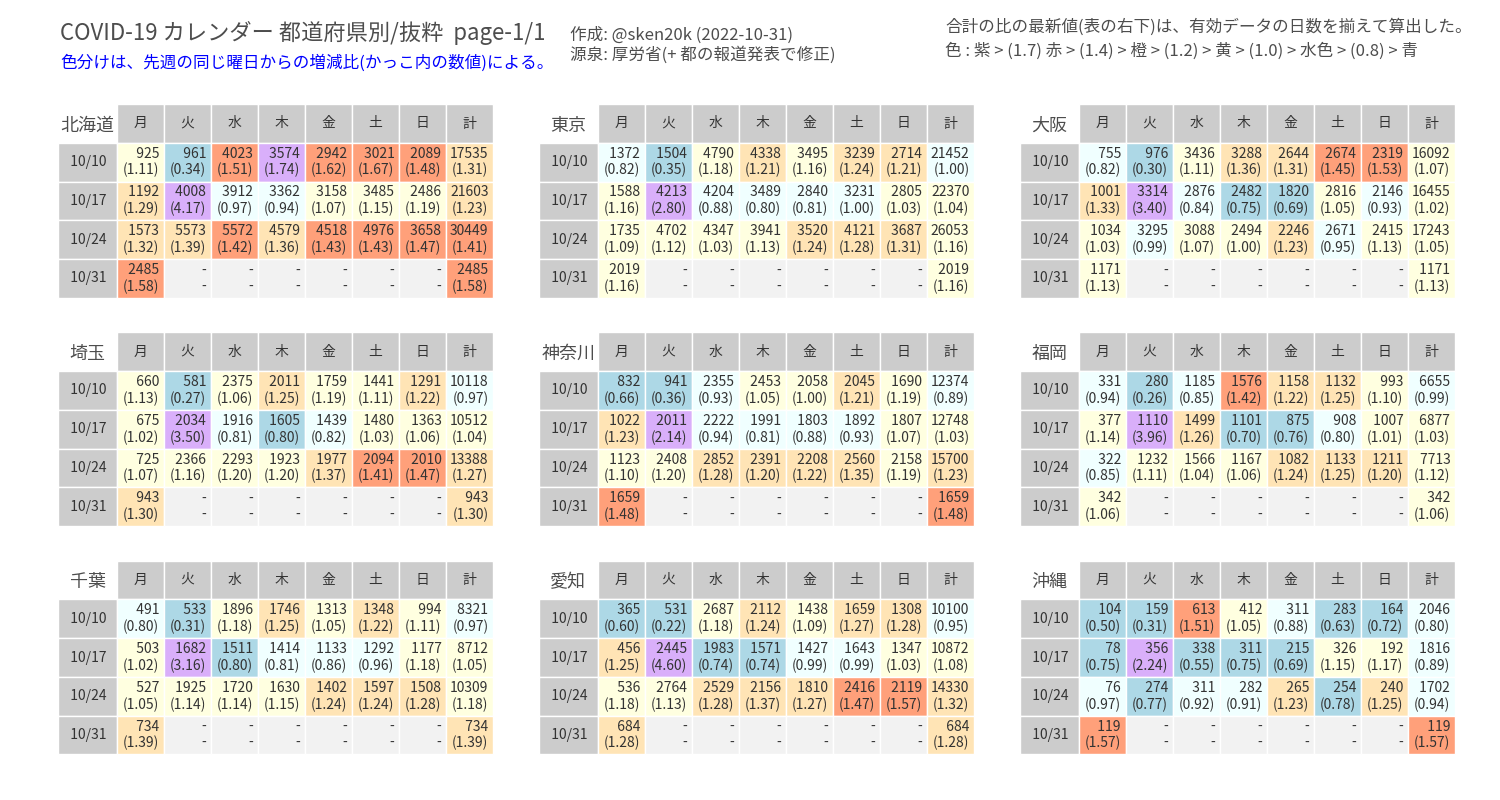 COVID-19 カレンダー 都道府県別/抜粋 page-1/1
色分けは、先週の同じ曜日からの増減比(かっこ内の数値)による。
作成: @sken20k (2022-10-31)
源泉: 厚労省(+ 都の報道発表で修正)
合計の比の最新値(表の右下)は、有効データの日数を揃えて算出した。
色 : 紫 > (1.7) 赤 > (1.4) > 橙 > (1.2) > 黄 > (1.0) > 水色 > (0.8) > 青
北海道 月 火 水 木 金 土 日 計
10/10 925 961 4023 3574 2942 3021 2089 17535
(1.11) (0.34) (1.51) (1.74) (1.62) (1.67) (1.48) (1.31)
10/17 1192 4008 3912 3362 3158 3485 2486 21603
(1.29) (4.17) (0.97) (0.94) (1.07) (1.15) (1.19) (1.23)
10/24 1573 5573 5572 4579 4518 4976 3658 30449
(1.32) (1.39) (1.42) (1.36) (1.43) (1.43) (1.47) (1.41)
10/31 2485 - - - - - - 2485
(1.58) - - - - - - (1.58)
東京 月 火 水 木 金 土 日 計
10/10 1372 1504 4790 4338 3495 3239 2714 21452
(0.82) (0.35) (1.18) (1.21) (1.16) (1.24) (1.21) (1.00)
10/17 1588 4213 4204 3489 2840 3231 2805 22370
(1.16) (2.80) (0.88) (0.80) (0.81) (1.00) (1.03) (1.04)
10/24 1735 4702 4347 3941 3520 4121 3687 26053
(1.09) (1.12) (1.03) (1.13) (1.24) (1.28) (1.31) (1.16)
10/31 2019 - - - - - - 2019
(1.16) - - - - - - (1.16)
大阪 月 火 水 木 金 土 日 計
10/10 755 976 3436 3288 2644 2674 2319 16092
(0.82) (0.30) (1.11) (1.36) (1.31) (1.45) (1.53) (1.07)
10/17 1001 3314 2876 2482 1820 2816 2146 16455
(1.33) (3.40) (0.84) (0.75) (0.69) (1.05) (0.93) (1.02)
10/24 1034 3295 3088 2494 2246 2671 2415 17243
(1.03) (0.99) (1.07) (1.00) (1.23) (0.95) (1.13) (1.05)
10/31 1171 - - - - - - 1171
(1.13) - - - - - - (1.13)
埼玉 月 火 水 木 金 土 日 計
10/10 660 581 2375 2011 1759 1441 1291 10118
(1.13) (0.27) (1.06) (1.25) (1.19) (1.11) (1.22) (0.97)
10/17 675 2034 1916 1605 1439 1480 1363 10512
(1.02) (3.50) (0.81) (0.80) (0.82) (1.03) (1.06) (1.04)
10/24 725 2366 2293 1923 1977 2094 2010 13388
(1.07) (1.16) (1.20) (1.20) (1.37) (1.41) (1.47) (1.27)
10/31 943 - - - - - - 943
(1.30) - - - - - - (1.30)
神奈川 月 火 水 木 金 土 日 計
10/10 832 941 2355 2453 2058 2045 1690 12374
(0.66) (0.36) (0.93) (1.05) (1.00) (1.21) (1.19) (0.89)
10/17 1022 2011 2222 1991 1803 1892 1807 12748
(1.23) (2.14) (0.94) (0.81) (0.88) (0.93) (1.07) (1.03)
10/24 1123 2408 2852 2391 2208 2560 2158 15700
(1.10) (1.20) (1.28) (1.20) (1.22) (1.35) (1.19) (1.23)
10/31 1659 - - - - - - 1659
(1.48) - - - - - - (1.48)
福岡 月 火 水 木 金 土 日 計
10/10 331 280 1185 1576 1158 1132 993 6655
(0.94) (0.26) (0.85) (1.42) (1.22) (1.25) (1.10) (0.99)
10/17 377 1110 1499 1101 875 908 1007 6877
(1.14) (3.96) (1.26) (0.70) (0.76) (0.80) (1.01) (1.03)
10/24 322 1232 1566 1167 1082 1133 1211 7713
(0.85) (1.11) (1.04) (1.06) (1.24) (1.25) (1.20) (1.12)
10/31 342 - - - - - - 342
(1.06) - - - - - - (1.06)
千葉 月 火 水 木 金 土 日 計
10/10 491 533 1896 1746 1313 1348 994 8321
(0.80) (0.31) (1.18) (1.25) (1.05) (1.22) (1.11) (0.97)
10/17 503 1682 1511 1414 1133 1292 1177 8712
(1.02) (3.16) (0.80) (0.81) (0.86) (0.96) (1.18) (1.05)
10/24 527 1925 1720 1630 1402 1597 1508 10309
(1.05) (1.14) (1.14) (1.15) (1.24) (1.24) (1.28) (1.18)
10/31 734 - - - - - - 734
(1.39) - - - - - - (1.39)
愛知 月 火 水 木 金 土 日 計
10/10 365 531 2687 2112 1438 1659 1308 10100
(0.60) (0.22) (1.18) (1.24) (1.09) (1.27) (1.28) (0.95)
10/17 456 2445 1983 1571 1427 1643 1347 10872
(1.25) (4.60) (0.74) (0.74) (0.99) (0.99) (1.03) (1.08)
10/24 536 2764 2529 2156 1810 2416 2119 14330
(1.18) (1.13) (1.28) (1.37) (1.27) (1.47) (1.57) (1.32)
10/31 684 - - - - - - 684
(1.28) - - - - - - (1.28)
沖縄 月 火 水 木 金 土 日 計
10/10 104 159 613 412 311 283 164 2046
(0.50) (0.31) (1.51) (1.05) (0.88) (0.63) (0.72) (0.80)
10/17 78 356 338 311 215 326 192 1816
(0.75) (2.24) (0.55) (0.75) (0.69) (1.15) (1.17) (0.89)
10/24 76 274 311 282 265 254 240 1702
(0.97) (0.77) (0.92) (0.91) (1.23) (0.78) (1.25) (0.94)
10/31 119 - - - - - - 119
(1.57) - - - - - - (1.57)